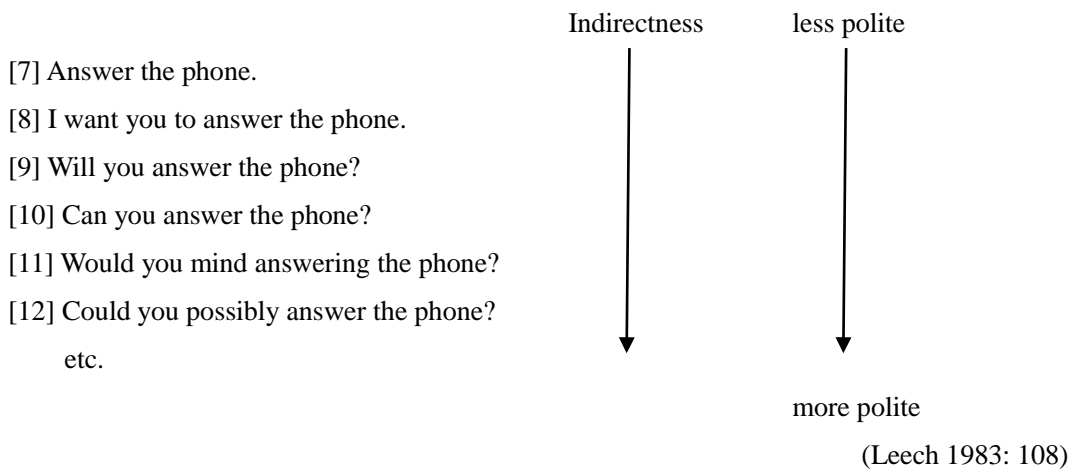 Indirectness less polite
[7] Answer the phone.
[8] I want you to answer the phone.
[9] Will you answer the phone?
[10] Can you answer the phone?
[11] Would you mind answering the phone?
[12] Could you possibly answer the phone?
etc.
more polite
(Leech 1983: 108)